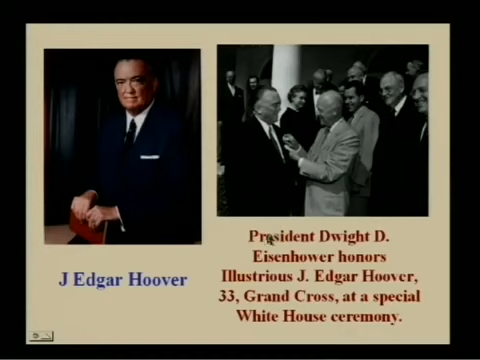 J Edgar Hoover
President Dwight D.
Eisenhower honors
Illustrious J. Edgar Hoover,
33, Grand Cross, at a special
White House ceremony.